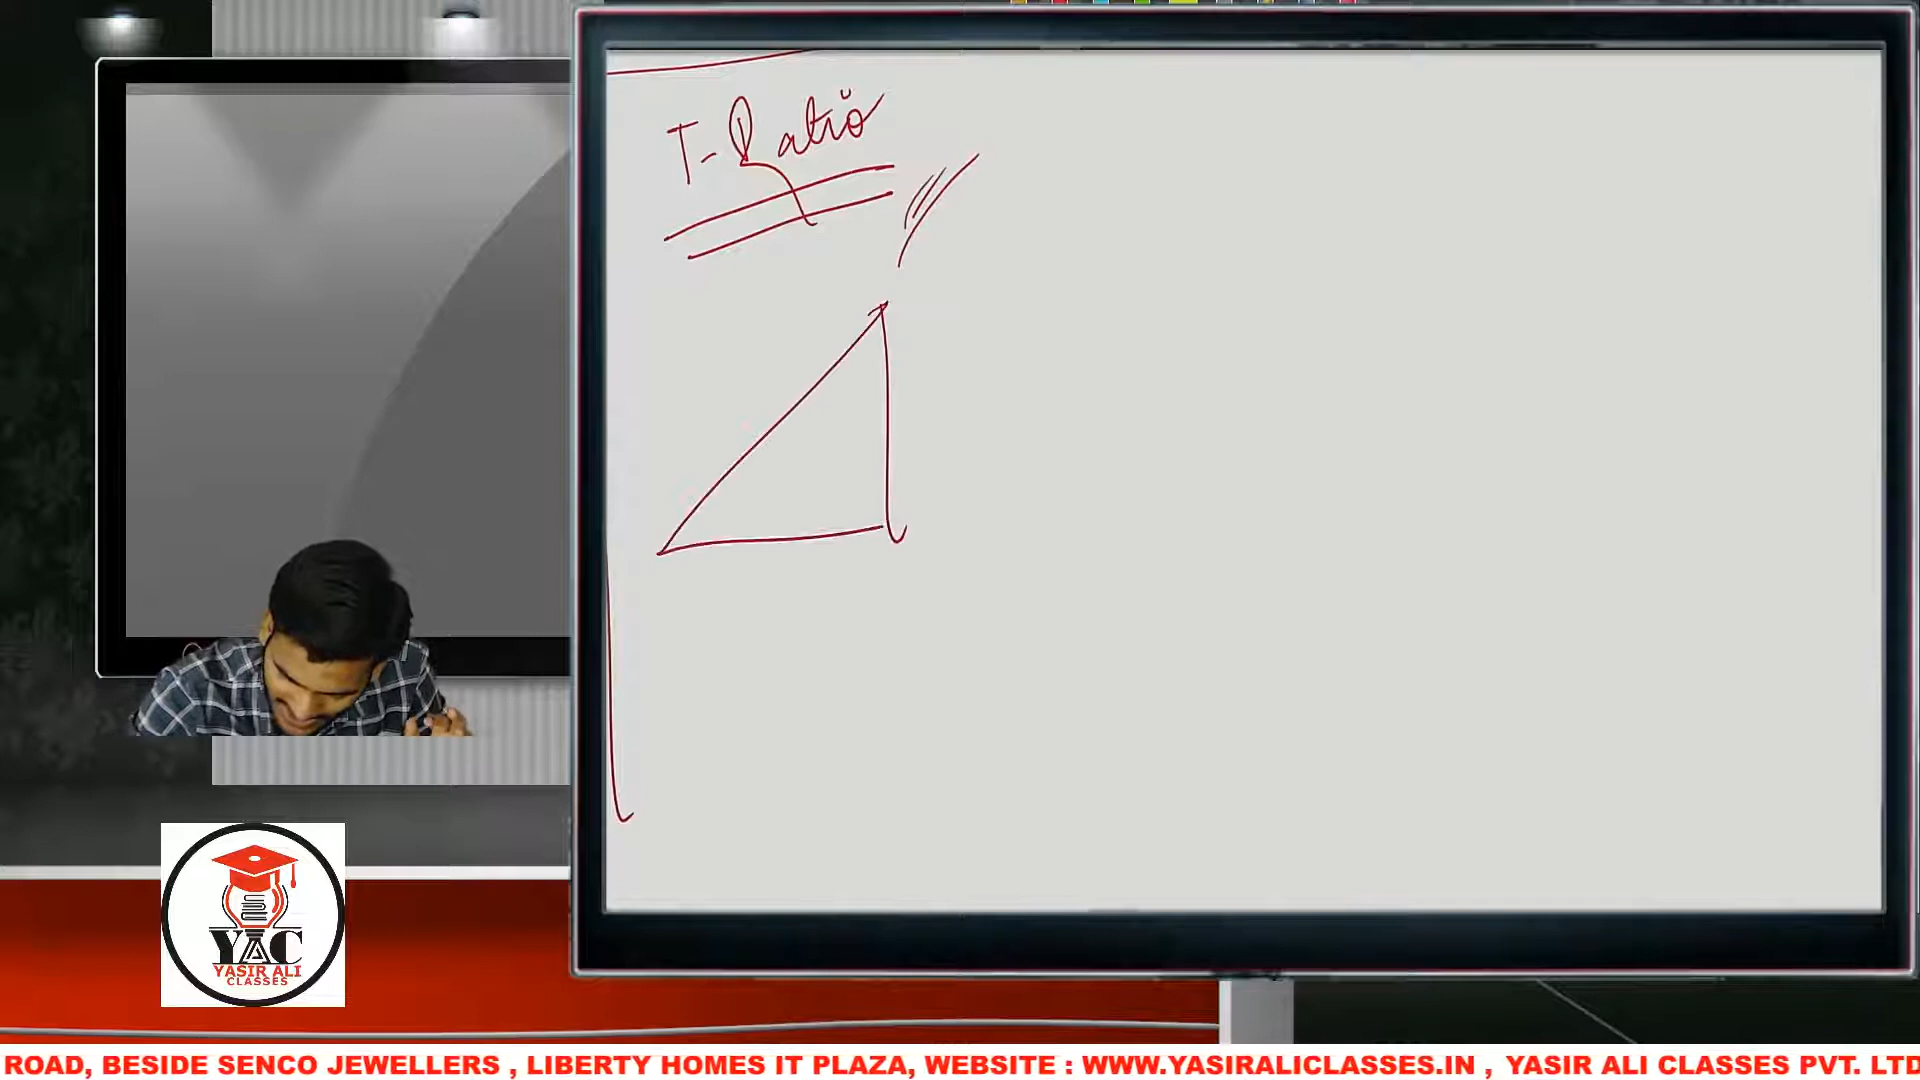 T-Ratio
YAC
YASIR ALI
CLASSES
ROAD, BESIDE SENCO JEWELLERS , LIBERTY HOMES IT PLAZA, WEBSITE : WWW.YASIRALICLASSES.IN , YASIR ALI CLASSES PVT. LTD